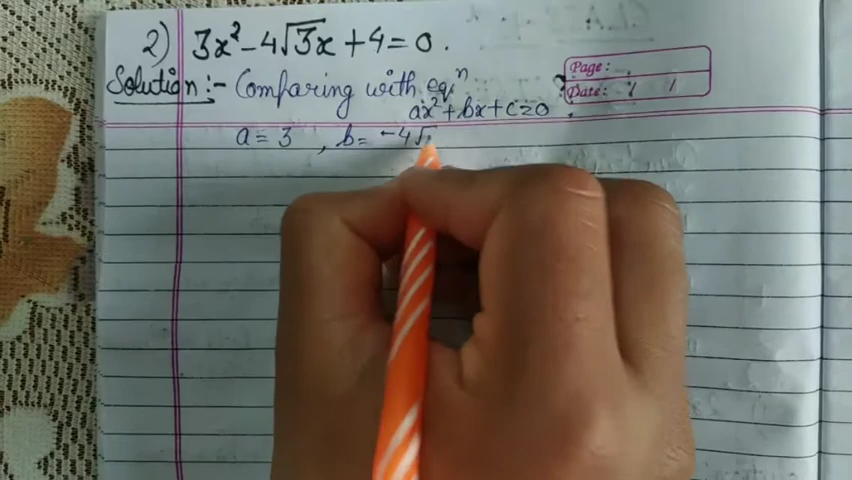 2) 3x² - 4√3x + 4 = 0.
Solution :- Comparing with eqⁿ
ax² + bx + c = 0.
a = 3 , b = -4√
Page:
Date: / /